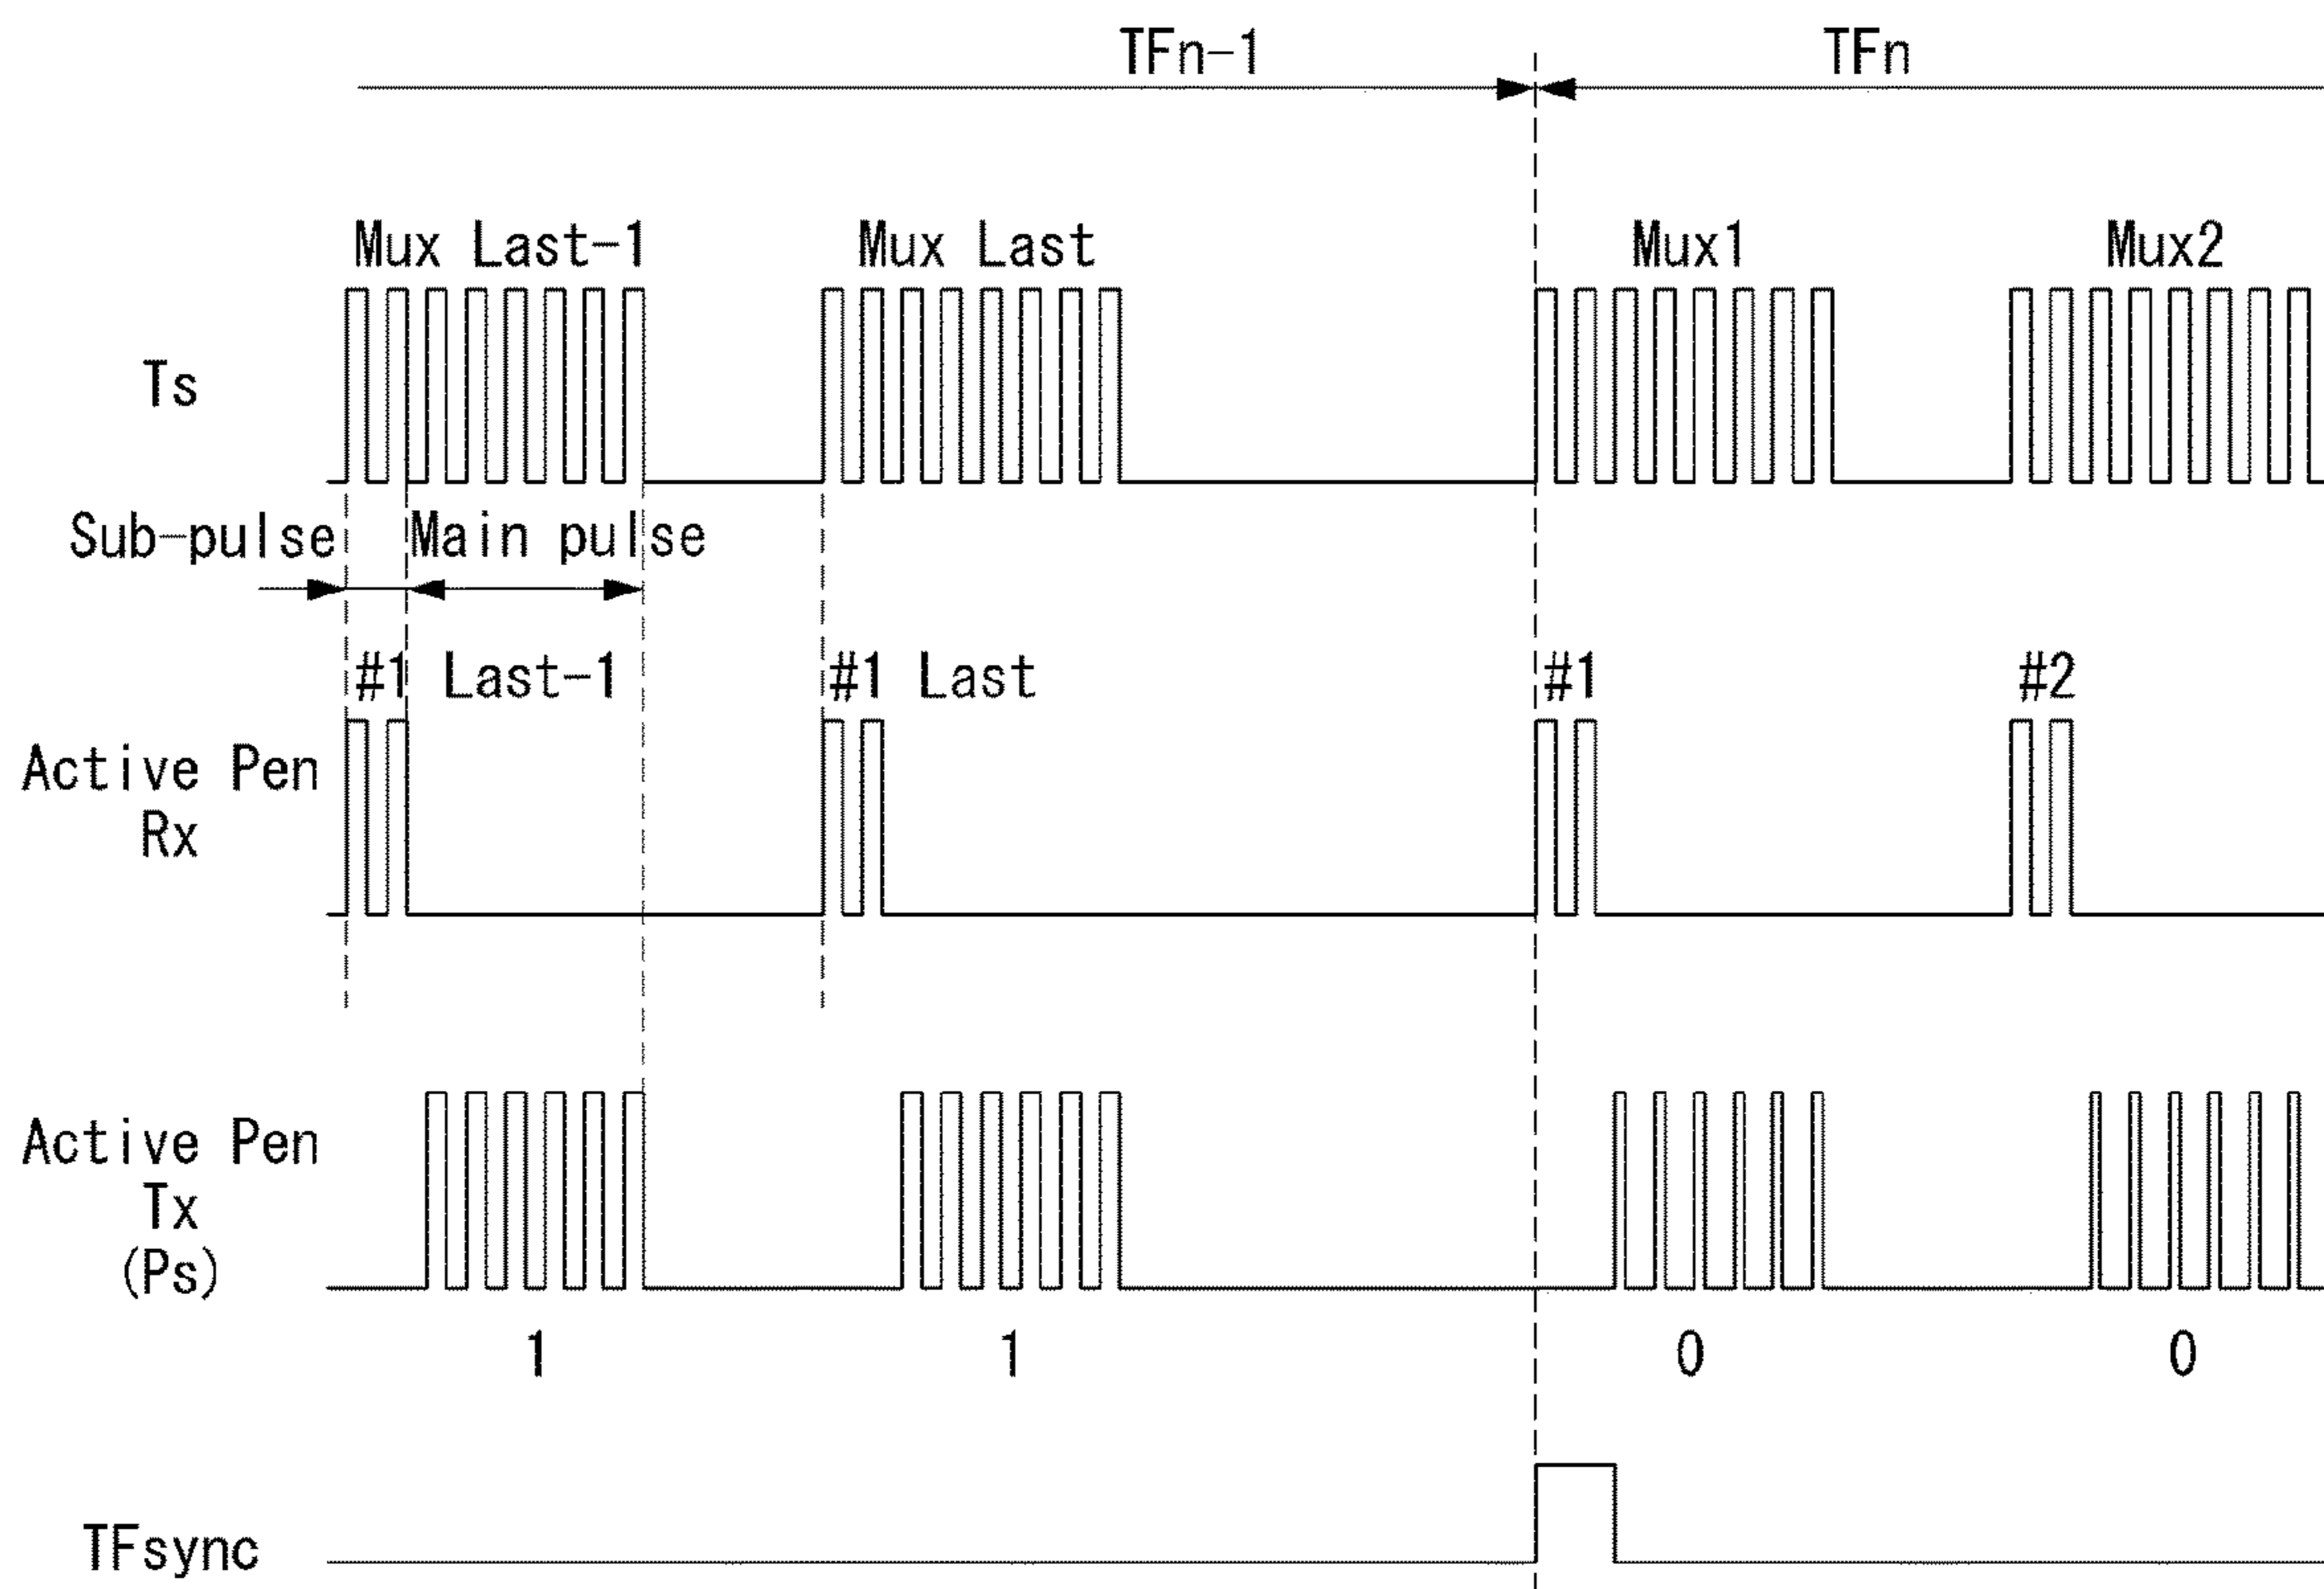 TFn-1 TFn
Mux Last-1 Mux Last Mux1 Mux2
Ts
Sub-pulse Main pulse
#1 Last-1 #1 Last #1 #2
Active Pen
Rx
Active Pen
Tx
(Ps)
1 1 0 0
TFsync